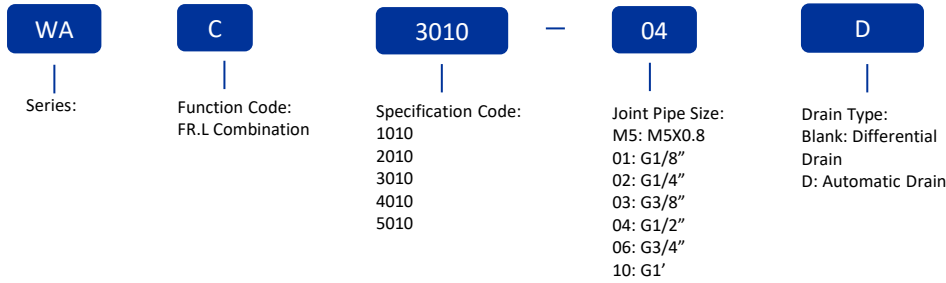 WA
C
3010
—
04
D
Series:
Function Code:
FR.L Combination
Specification Code:
1010
2010
3010
4010
5010
Joint Pipe Size:
M5: M5X0.8
01: G1/8”
02: G1/4”
03: G3/8”
04: G1/2”
06: G3/4”
10: G1’
Drain Type:
Blank: Differential
Drain
D: Automatic Drain